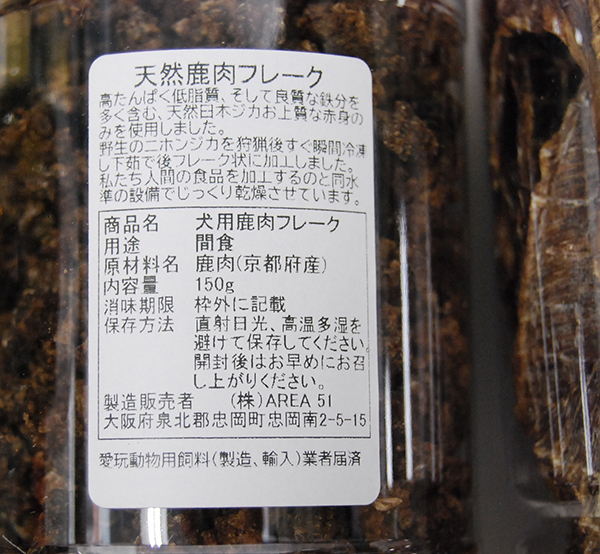 天然鹿肉フレーク
高たんぱく低脂質、そして良質な鉄分を
多く含む、天然日本ジカお上質な赤身の
みを使用しました。
野生のニホンジカを狩猟後すぐ瞬間冷凍
し下茹で後フレーク状に加工しました。
私たち人間の食品を加工するのと同水
準の設備でじっくり乾燥させています。
商品名 犬用鹿肉フレーク
用途 間食
原材料名 鹿肉(京都府産)
内容量 150g
消味期限 枠外に記載
保存方法 直射日光、高温多湿を
避けて保存してください。
開封後はお早めにお召
し上がりください。
製造販売者 (株)AREA 51
大阪府泉北郡忠岡町忠岡南2-5-15
愛玩動物用飼料(製造、輸入)業者届済